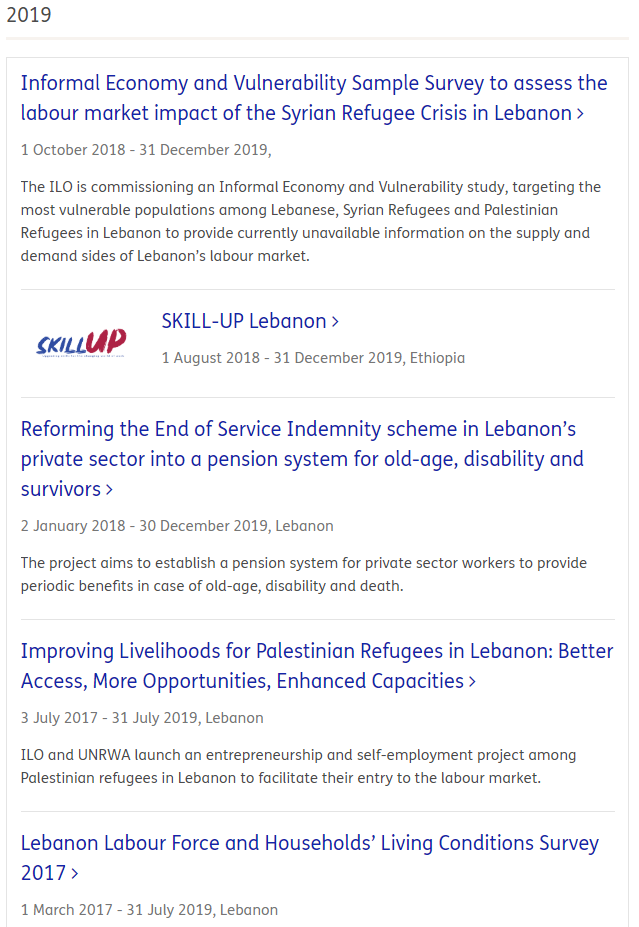 2019
Informal Economy and Vulnerability Sample Survey to assess the
labour market impact of the Syrian Refugee Crisis in Lebanon >
1 October 2018 - 31 December 2019,
The ILO is commissioning an Informal Economy and Vulnerability study, targeting the
most vulnerable populations among Lebanese, Syrian Refugees and Palestinian
Refugees in Lebanon to provide currently unavailable information on the supply and
demand sides of Lebanon’s labour market.
SKILLUP
SKILL-UP Lebanon >
1 August 2018 - 31 December 2019, Ethiopia
Reforming the End of Service Indemnity scheme in Lebanon’s
private sector into a pension system for old-age, disability and
survivors >
2 January 2018 - 30 December 2019, Lebanon
The project aims to establish a pension system for private sector workers to provide
periodic benefits in case of old-age, disability and death.
Improving Livelihoods for Palestinian Refugees in Lebanon: Better
Access, More Opportunities, Enhanced Capacities >
3 July 2017 - 31 July 2019, Lebanon
ILO and UNRWA launch an entrepreneurship and self-employment project among
Palestinian refugees in Lebanon to facilitate their entry to the labour market.
Lebanon Labour Force and Households’ Living Conditions Survey
2017 >
1 March 2017 - 31 July 2019, Lebanon